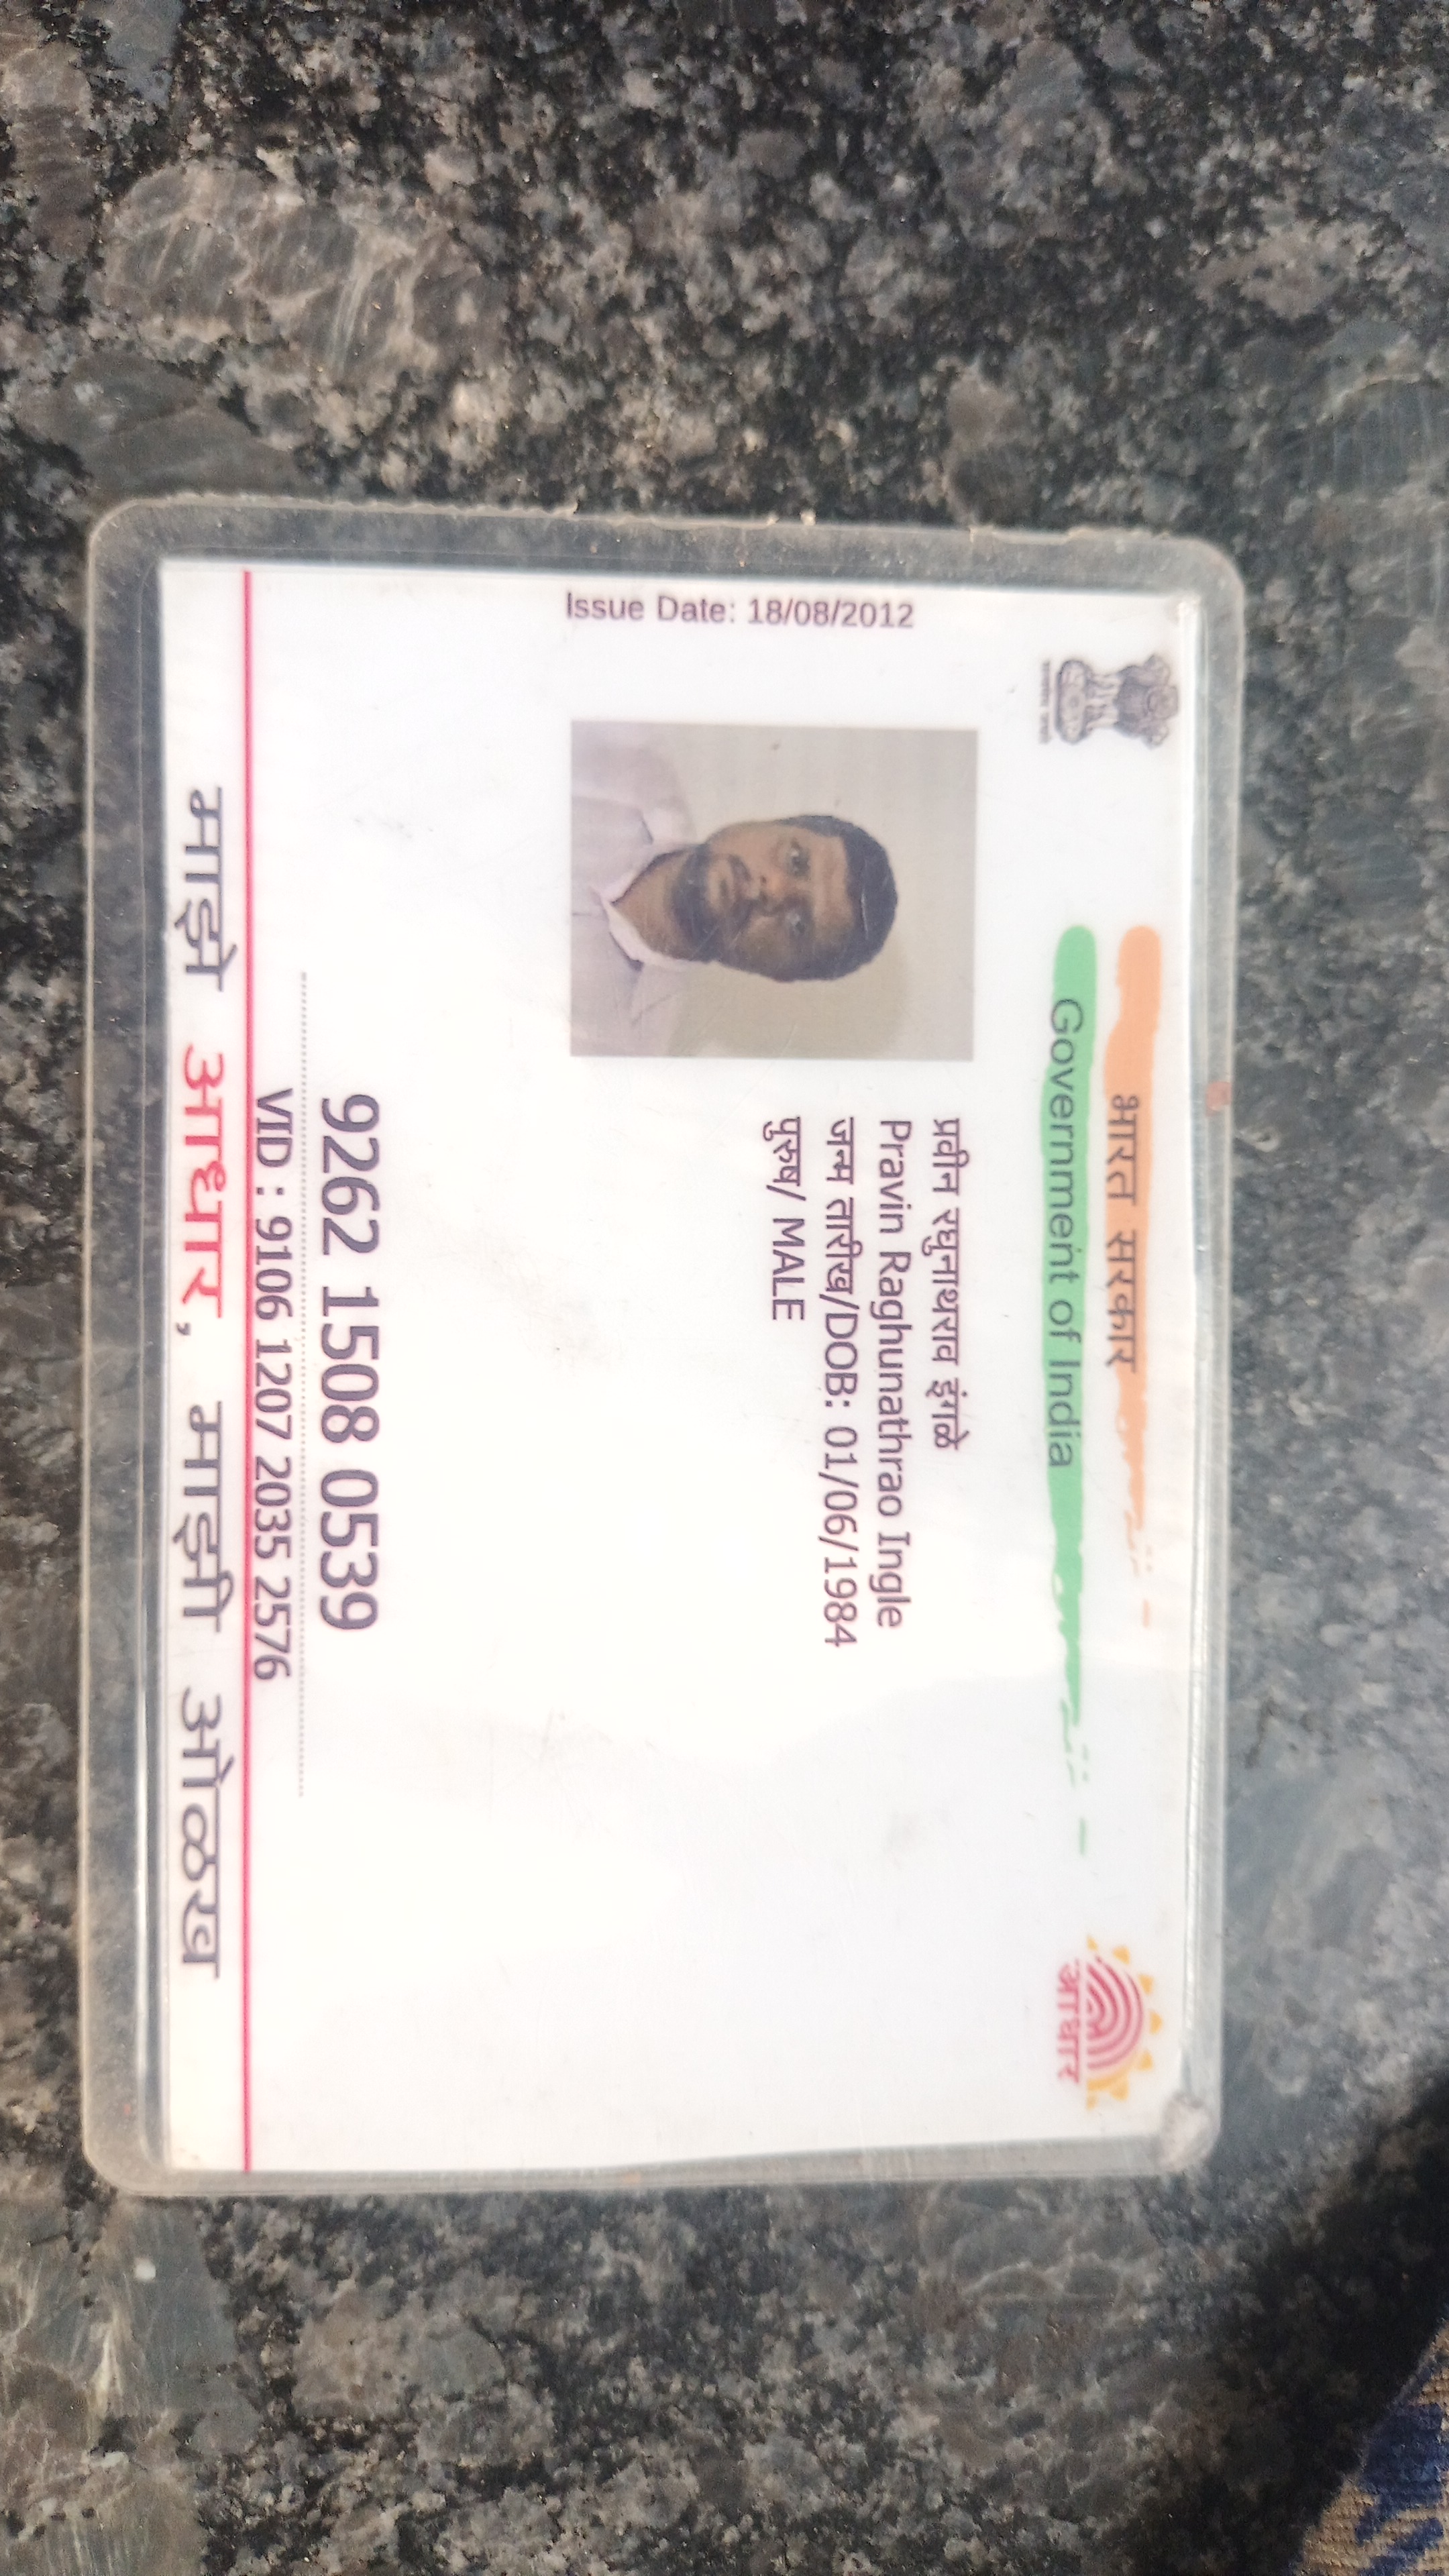 भारत सरकार
Government of India
आधार
Issue Date: 18/08/2012
प्रवीन रघुनाथराव इंगळे
Pravin Raghunathrao Ingle
जन्म तारीख/DOB: 01/06/1984
पुरुष/ MALE
9262 1508 0539
VID : 9106 1207 2035 2576
माझे आधार, माझी ओळख